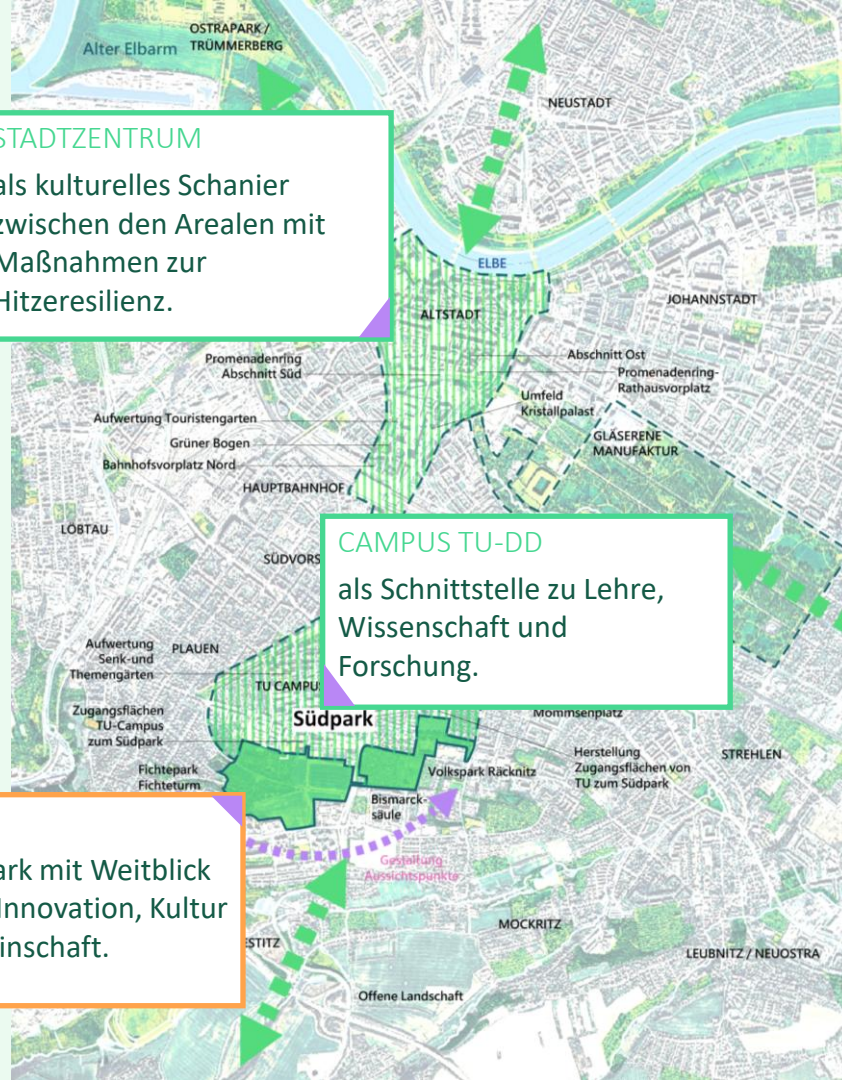 OSTRAPARK /
TRÜMMERBERG
Alter Elbarm
NEUSTADT
STADTZENTRUM
als kulturelles Schanier
zwischen den Arealen mit
Maßnahmen zur
Hitzeresilienz.
ELBE
ALTSTADT
JOHANNSTADT
Promenadenring
Abschnitt Süd
Abschnitt Ost
Promenadenring-
Rathausvorplatz
Umfeld
Kristallpalast
Aufwertung Touristengarten
Grüner Bogen
Bahnhofsvorplatz Nord
GLÄSERENE
MANUFAKTUR
HAUPTBAHNHOF
LÖBTAU
SÜDVORS
CAMPUS TU-DD
als Schnittstelle zu Lehre,
Wissenschaft und
Forschung.
Aufwertung
Senk-und
Themengärten
PLAUEN
TU CAMPUS
Südpark
Mommsenplatz
Zugangsflächen
TU-Campus
zum Südpark
Herstellung
Zugangsflächen von
TU zum Südpark
STREHLEN
Fichtepark
Fichteturm
Volkspark Räcknitz
Bismarck-
säule
Gestaltung
Aussichtspunkte
ark mit Weitblick
Innovation, Kultur
inschaft.
ESTITZ
MOCKRITZ
LEUBNITZ / NEUOSTRA
Offene Landschaft